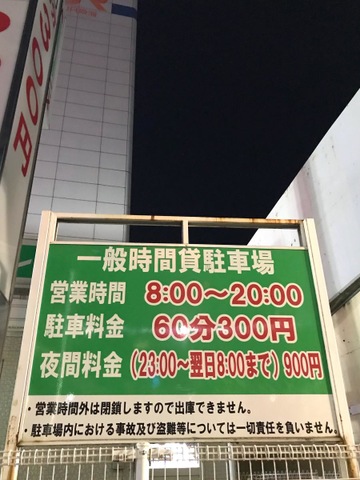 一般時間貸駐車場
営業時間 8:00〜20:00
駐車料金 60分300円
夜間料金 (23:00〜翌日8:00まで) 900円
・営業時間外は閉鎖しますので出庫できません。
・駐車場内における事故及び盗難等については一切責任を負いません。